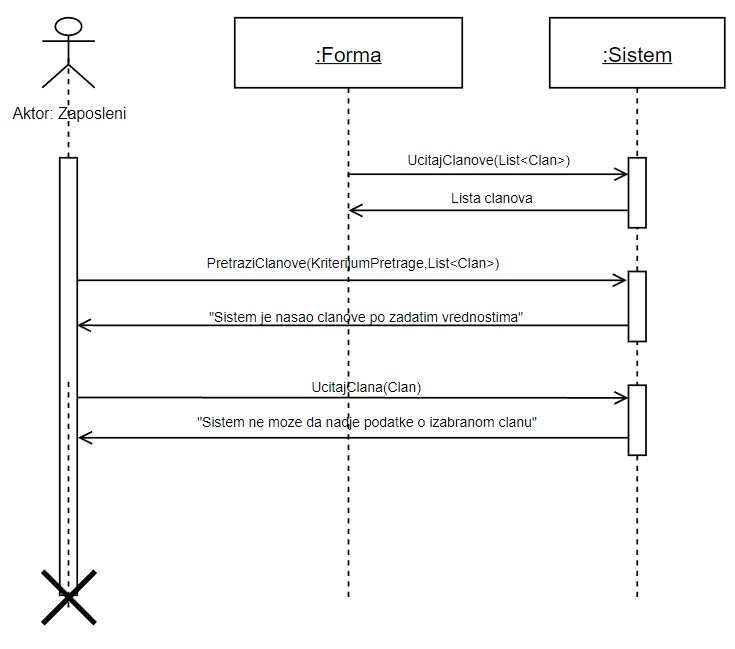 :Forma
:Sistem
Aktor: Zaposleni
UcitajClanove(List<Clan>)
Lista clanova
PretraziClanove(KriterijumPretrage,List<Clan>)
"Sistem je nasao clanove po zadatim vrednostima"
UcitajClana(Clan)
"Sistem ne moze da nadje podatke o izabranom clanu"